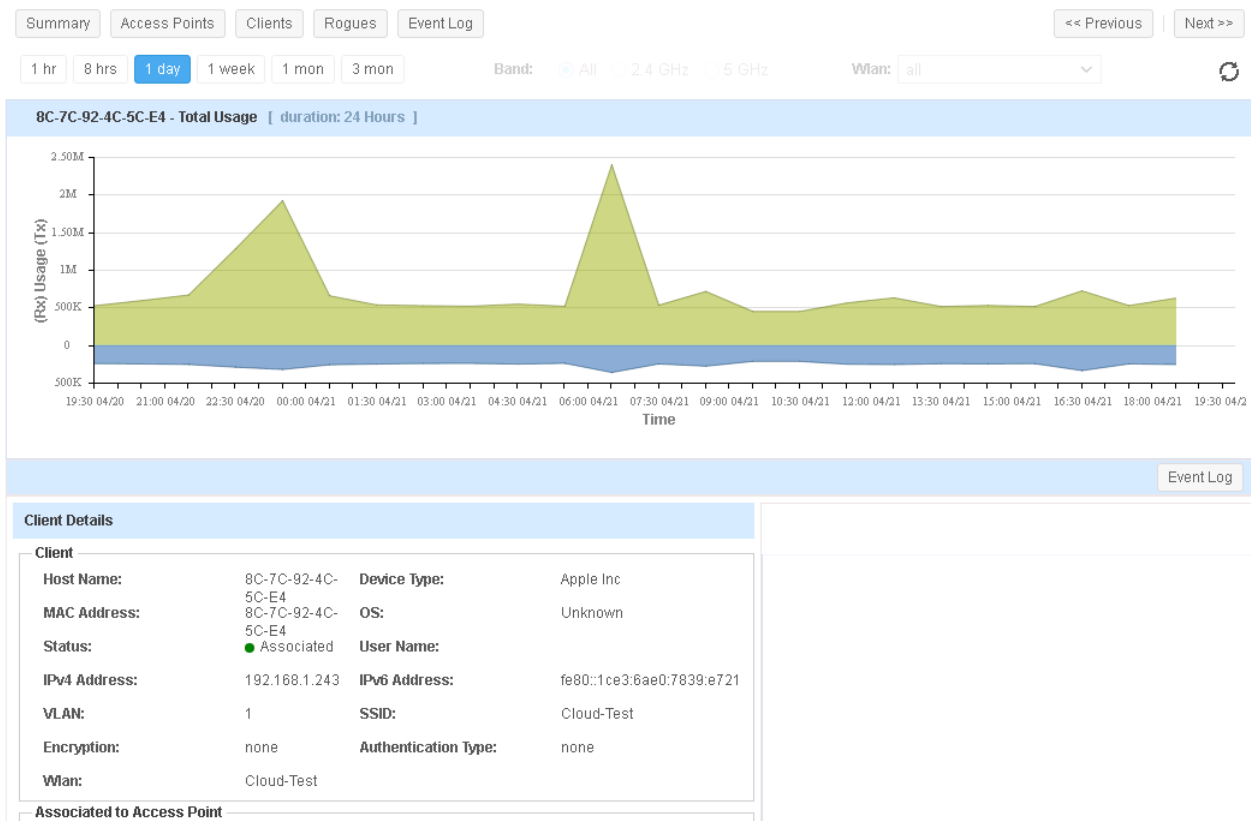 Summary Access Points Clients Rogues Event Log << Previous Next >>
1 hr 8 hrs 1 day 1 week 1 mon 3 mon Band: All 2.4 GHz 5 GHz Wlan: all
8C-7C-92-4C-5C-E4 - Total Usage [ duration: 24 Hours ]
2.50M
2M
1.50M
1M
500K
0
500K
(Rx) Usage (Tx)
19:30 04/20 21:00 04/20 22:30 04/20 00:00 04/21 01:30 04/21 03:00 04/21 04:30 04/21 06:00 04/21 07:30 04/21 09:00 04/21 10:30 04/21 12:00 04/21 13:30 04/21 15:00 04/21 16:30 04/21 18:00 04/21 19:30 04/2
Time
Event Log
Client Details
Client
Host Name: 8C-7C-92-4C-5C-E4 Device Type: Apple Inc
MAC Address: 8C-7C-92-4C-5C-E4 OS: Unknown
Status: Associated User Name:
IPv4 Address: 192.168.1.243 IPv6 Address: fe80::1ce3:6ae0:7839:e721
VLAN: 1 SSID: Cloud-Test
Encryption: none Authentication Type: none
Wlan: Cloud-Test
Associated to Access Point